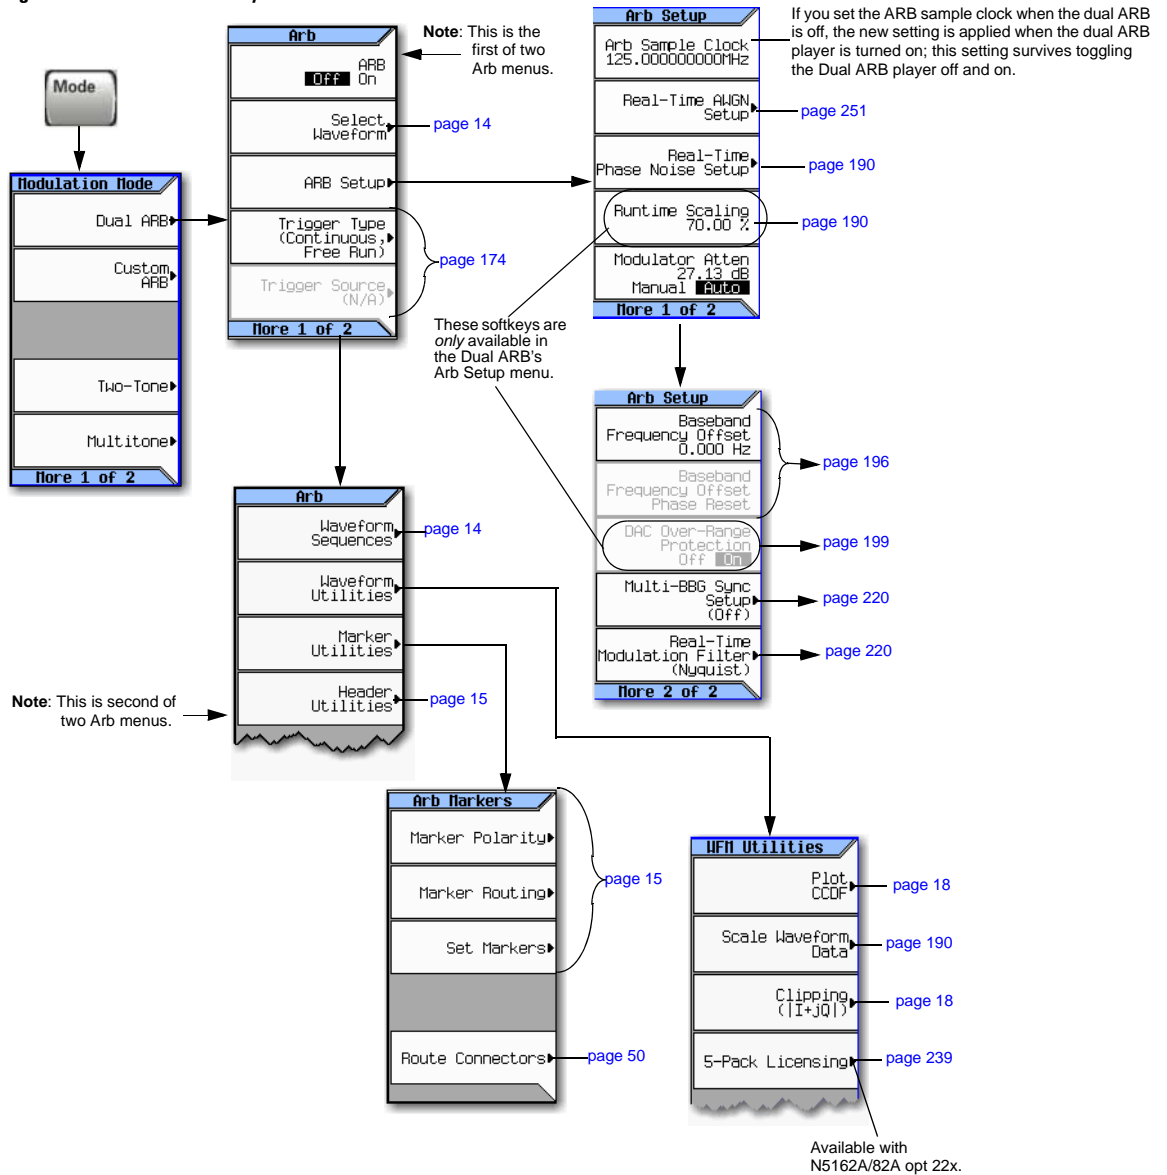 Mode
Modulation Mode
Dual ARB
Custom
ARB
Two-Tone
Multitone
More 1 of 2
Arb
ARB
Off On
Select
Waveform
page 14
ARB Setup
Trigger Type
(Continuous,
Free Run)
page 174
Trigger Source
(N/A)
More 1 of 2
Note: This is the
first of two
Arb menus.
Arb Setup
Arb Sample Clock
125.000000000MHz
Real-Time AWGN
Setup
page 251
Real-Time
Phase Noise Setup
page 190
Runtime Scaling
70.00 %
page 190
Modulator Atten
27.13 dB
Manual Auto
More 1 of 2
If you set the ARB sample clock when the dual ARB
is off, the new setting is applied when the dual ARB
player is turned on; this setting survives toggling
the Dual ARB player off and on.
These softkeys are
only available in
the Dual ARB's
Arb Setup menu.
Arb Setup
Baseband
Frequency Offset
0.000 Hz
page 196
Baseband
Frequency Offset
Phase Reset
DAC Over-Range
Protection
Off On
page 199
Multi-BBG Sync
Setup
(Off)
page 220
Real-Time
Modulation Filter
(Nyquist)
page 220
More 2 of 2
Arb
Waveform
Sequences
page 14
Waveform
Utilities
Marker
Utilities
Header
Utilities
page 15
Note: This is second of
two Arb menus.
Arb Markers
Marker Polarity
Marker Routing
page 15
Set Markers
Route Connectors
page 50
WFM Utilities
Plot
CCDF
page 18
Scale Waveform
Data
page 190
Clipping
(|I+jQ|)
page 18
5-Pack Licensing
page 239
Available with
N5162A/82A opt 22x.